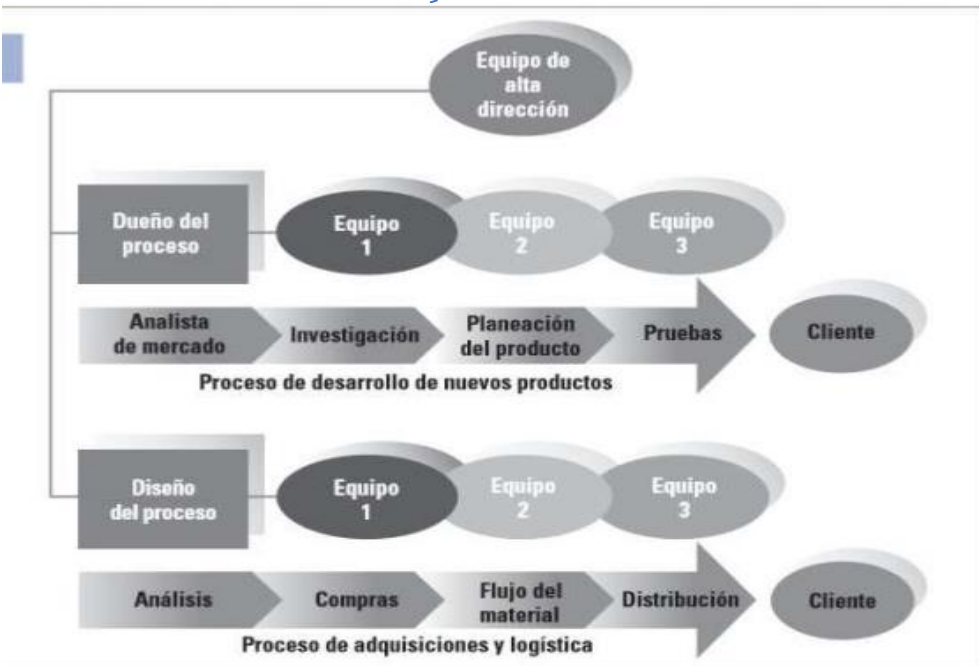 Equipo de
alta
dirección
Dueño del
proceso
Equipo
1
Equipo
2
Equipo
3
Analista
de mercado
Investigación
Planeación
del producto
Pruebas
Cliente
Proceso de desarrollo de nuevos productos
Diseño
del proceso
Equipo
1
Equipo
2
Equipo
3
Análisis
Compras
Flujo del
material
Distribución
Cliente
Proceso de adquisiciones y logística